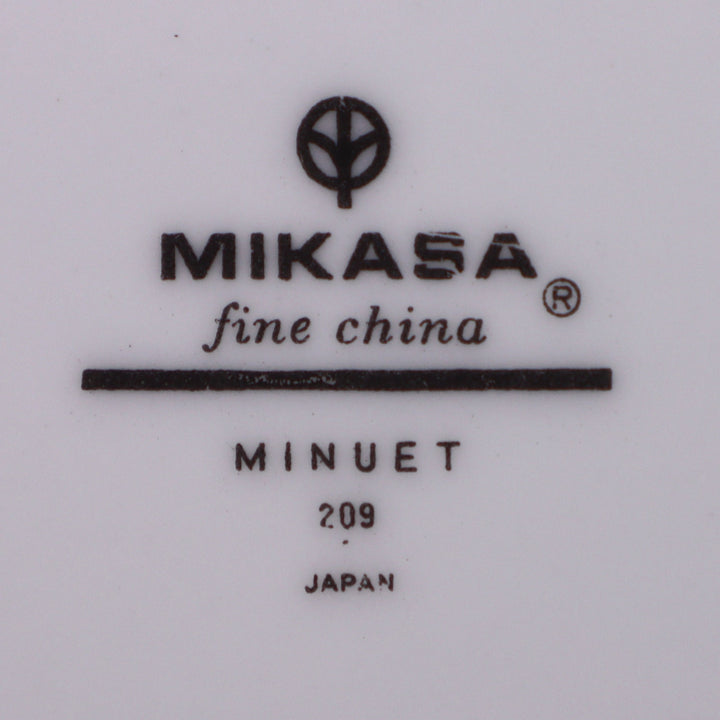 MIKASA ®
fine china
MINUET
209
JAPAN